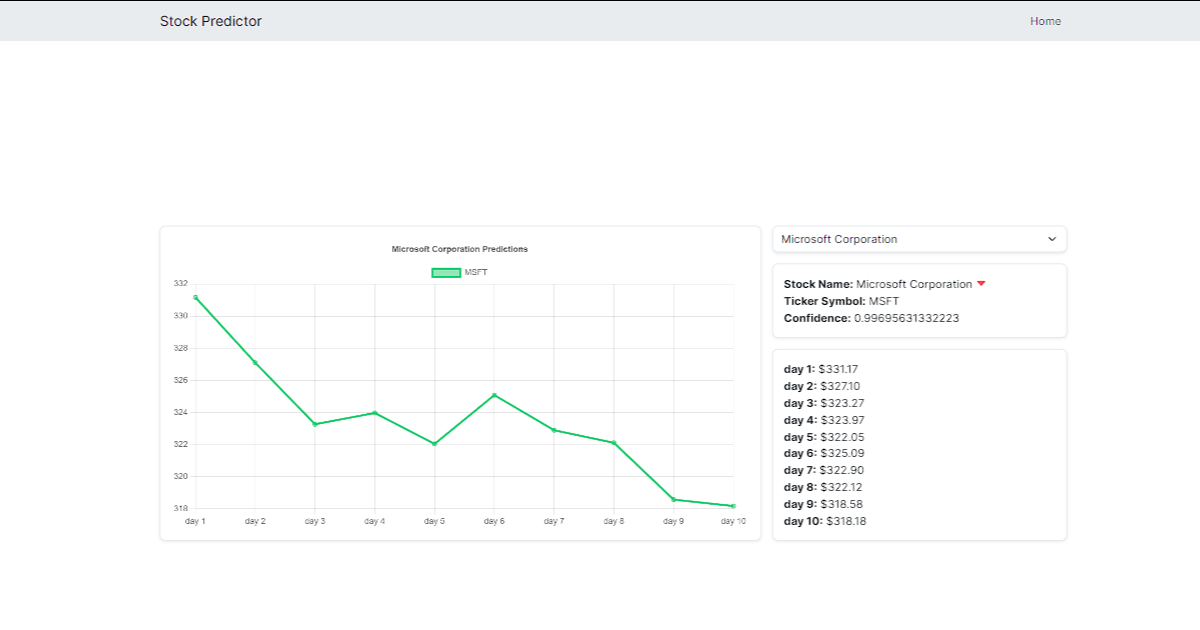 Stock Predictor
Home
Microsoft Corporation Predictions
MSFT
332
330
328
326
324
322
320
318
day 1 day 2 day 3 day 4 day 5 day 6 day 7 day 8 day 9 day 10
Microsoft Corporation
Stock Name: Microsoft Corporation
Ticker Symbol: MSFT
Confidence: 0.99695631332223
day 1: $331.17
day 2: $327.10
day 3: $323.27
day 4: $323.97
day 5: $322.05
day 6: $325.09
day 7: $322.90
day 8: $322.12
day 9: $318.58
day 10: $318.18